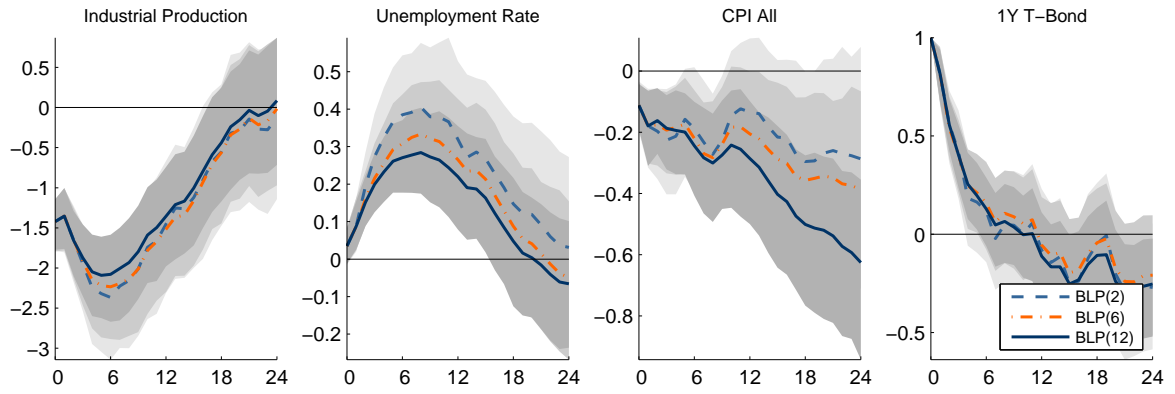 Industrial Production
0.5
0
−0.5
−1
−1.5
−2
−2.5
−3
0 6 12 18 24
Unemployment Rate
0.5
0.4
0.3
0.2
0.1
0
−0.1
−0.2
0 6 12 18 24
CPI All
0
−0.2
−0.4
−0.6
−0.8
0 6 12 18 24
1Y T−Bond
1
0.5
0
−0.5
0 6 12 18 24
BLP(2)
BLP(6)
BLP(12)